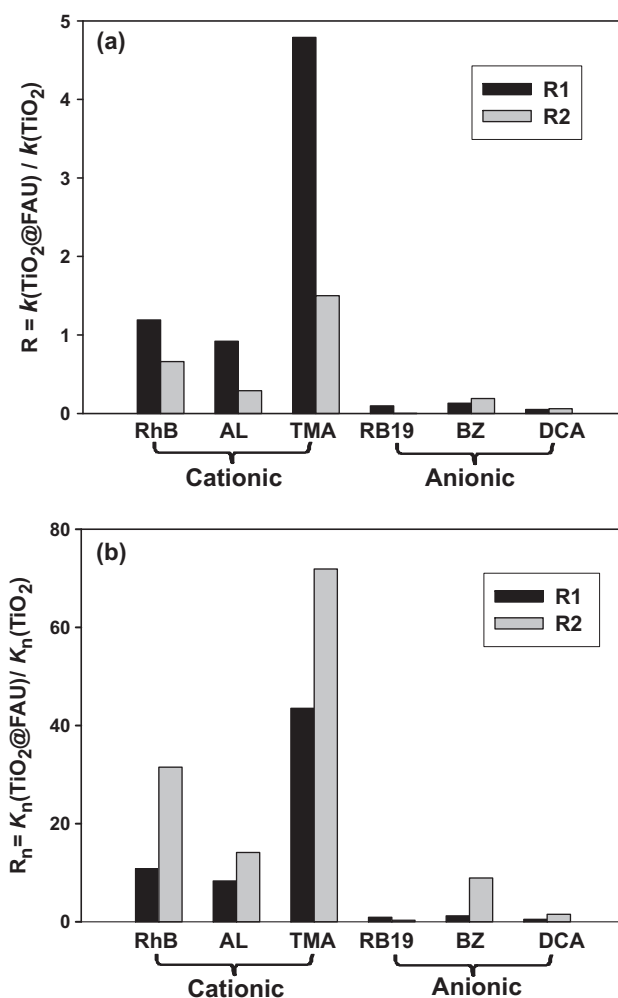 (a)
R1
R2
R = k(TiO₂@FAU) / k(TiO₂)
5
4
3
2
1
0
RhB AL TMA RB19 BZ DCA
Cationic Anionic
(b)
R1
R2
Rₙ= Kₙ(TiO₂@FAU)/ Kₙ(TiO₂)
80
60
40
20
0
RhB AL TMA RB19 BZ DCA
Cationic Anionic